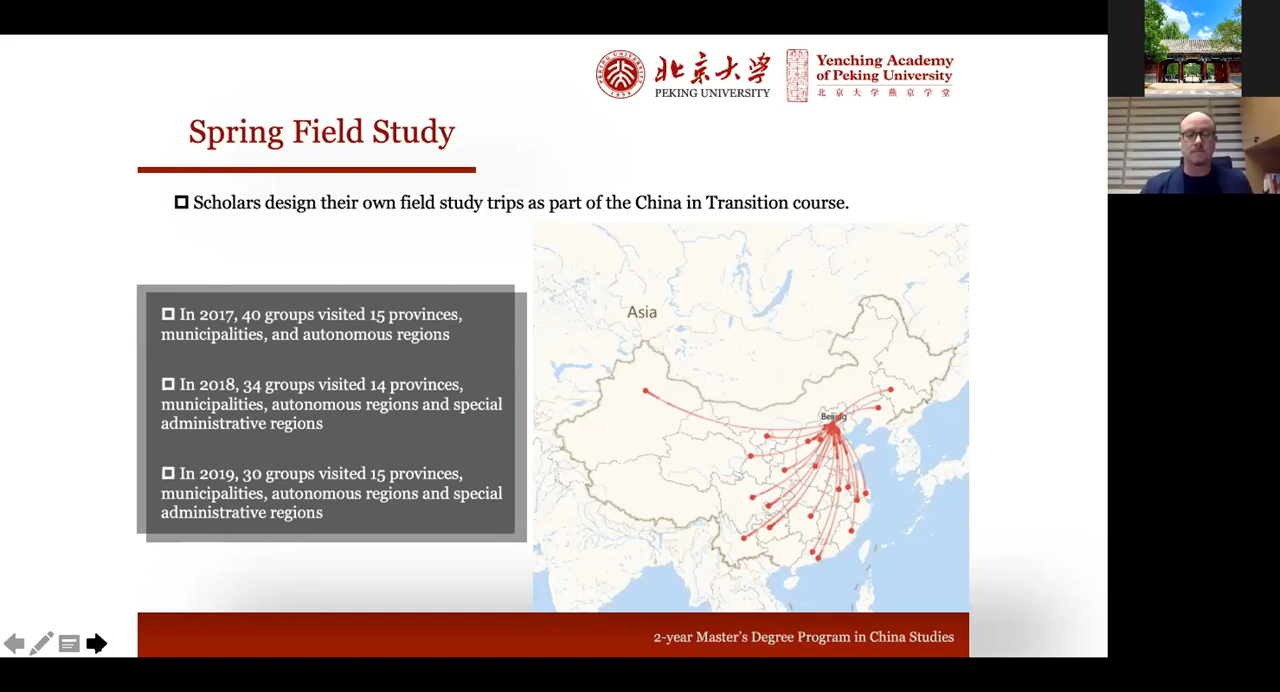 北京大学
PEKING UNIVERSITY
Yenching Academy
of Peking University
北京大学燕京学堂
Spring Field Study
Scholars design their own field study trips as part of the China in Transition course.
In 2017, 40 groups visited 15 provinces,
municipalities, and autonomous regions
In 2018, 34 groups visited 14 provinces,
municipalities, autonomous regions and special
administrative regions
In 2019, 30 groups visited 15 provinces,
municipalities, autonomous regions and special
administrative regions
Asia
Beijing
2-year Master's Degree Program in China Studies